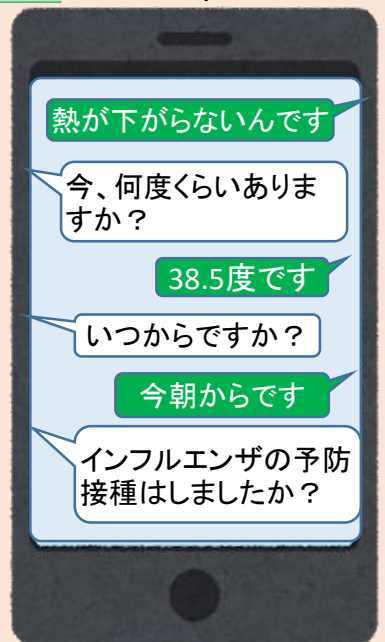 熱が下がらないんです
今、何度くらいありま
すか？
38.5度です
いつからですか？
今朝からです
インフルエンザの予防
接種はしましたか？